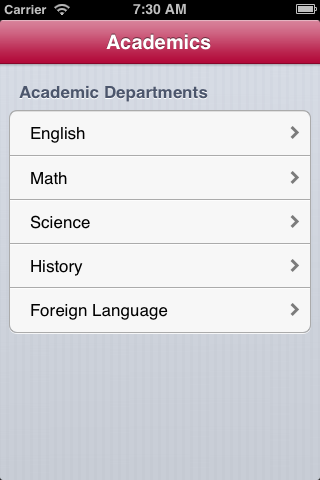 Carrier 7:30 AM
Academics
Academic Departments
English
Math
Science
History
Foreign Language